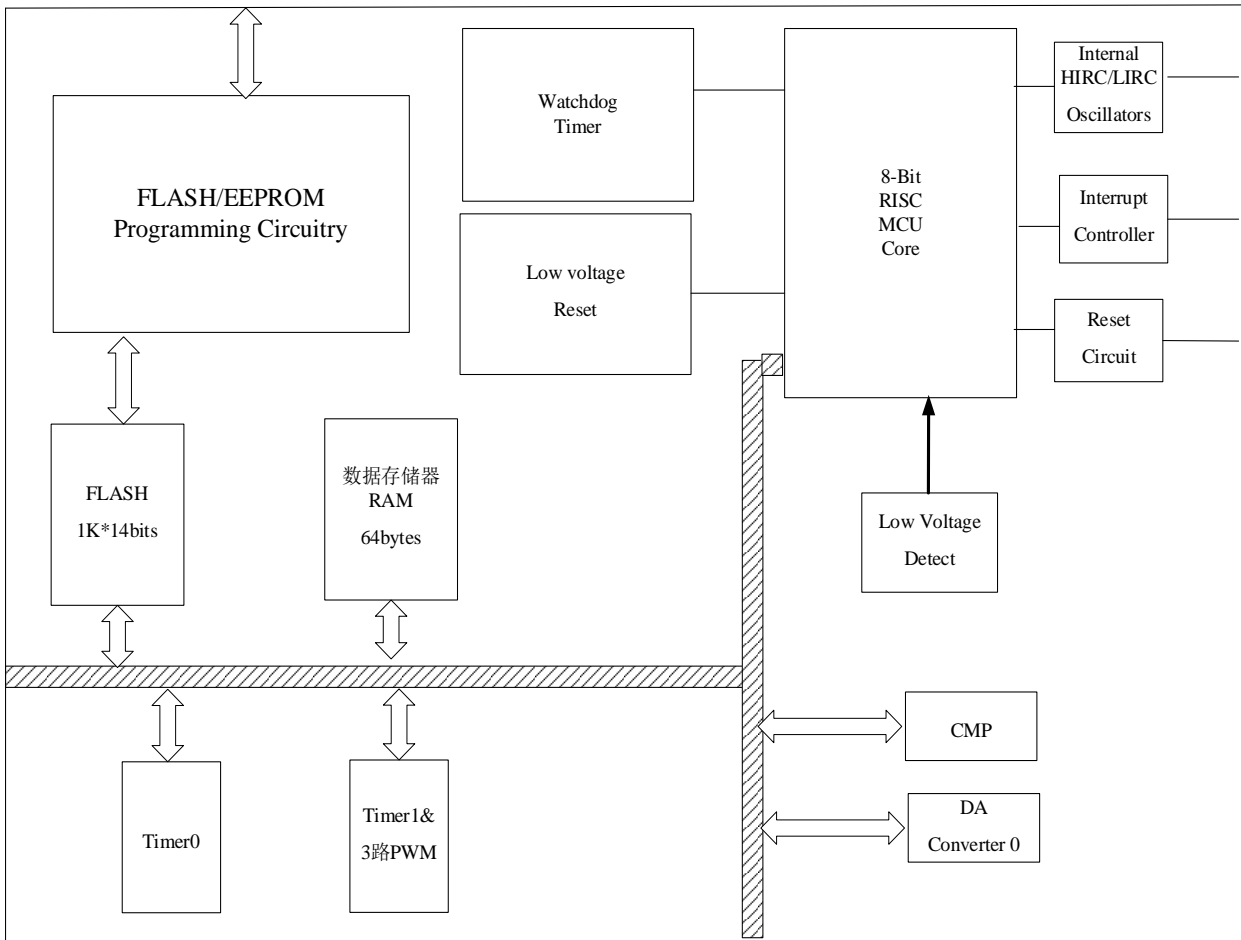 FLASH/EEPROM
Programming Circuitry
Watchdog
Timer
Low voltage
Reset
8-Bit
RISC
MCU
Core
Internal
HIRC/LIRC
Oscillators
Interrupt
Controller
Reset
Circuit
FLASH
1K*14bits
数据存储器
RAM
64bytes
Low Voltage
Detect
Timer0
Timer1&
3路PWM
CMP
DA
Converter 0